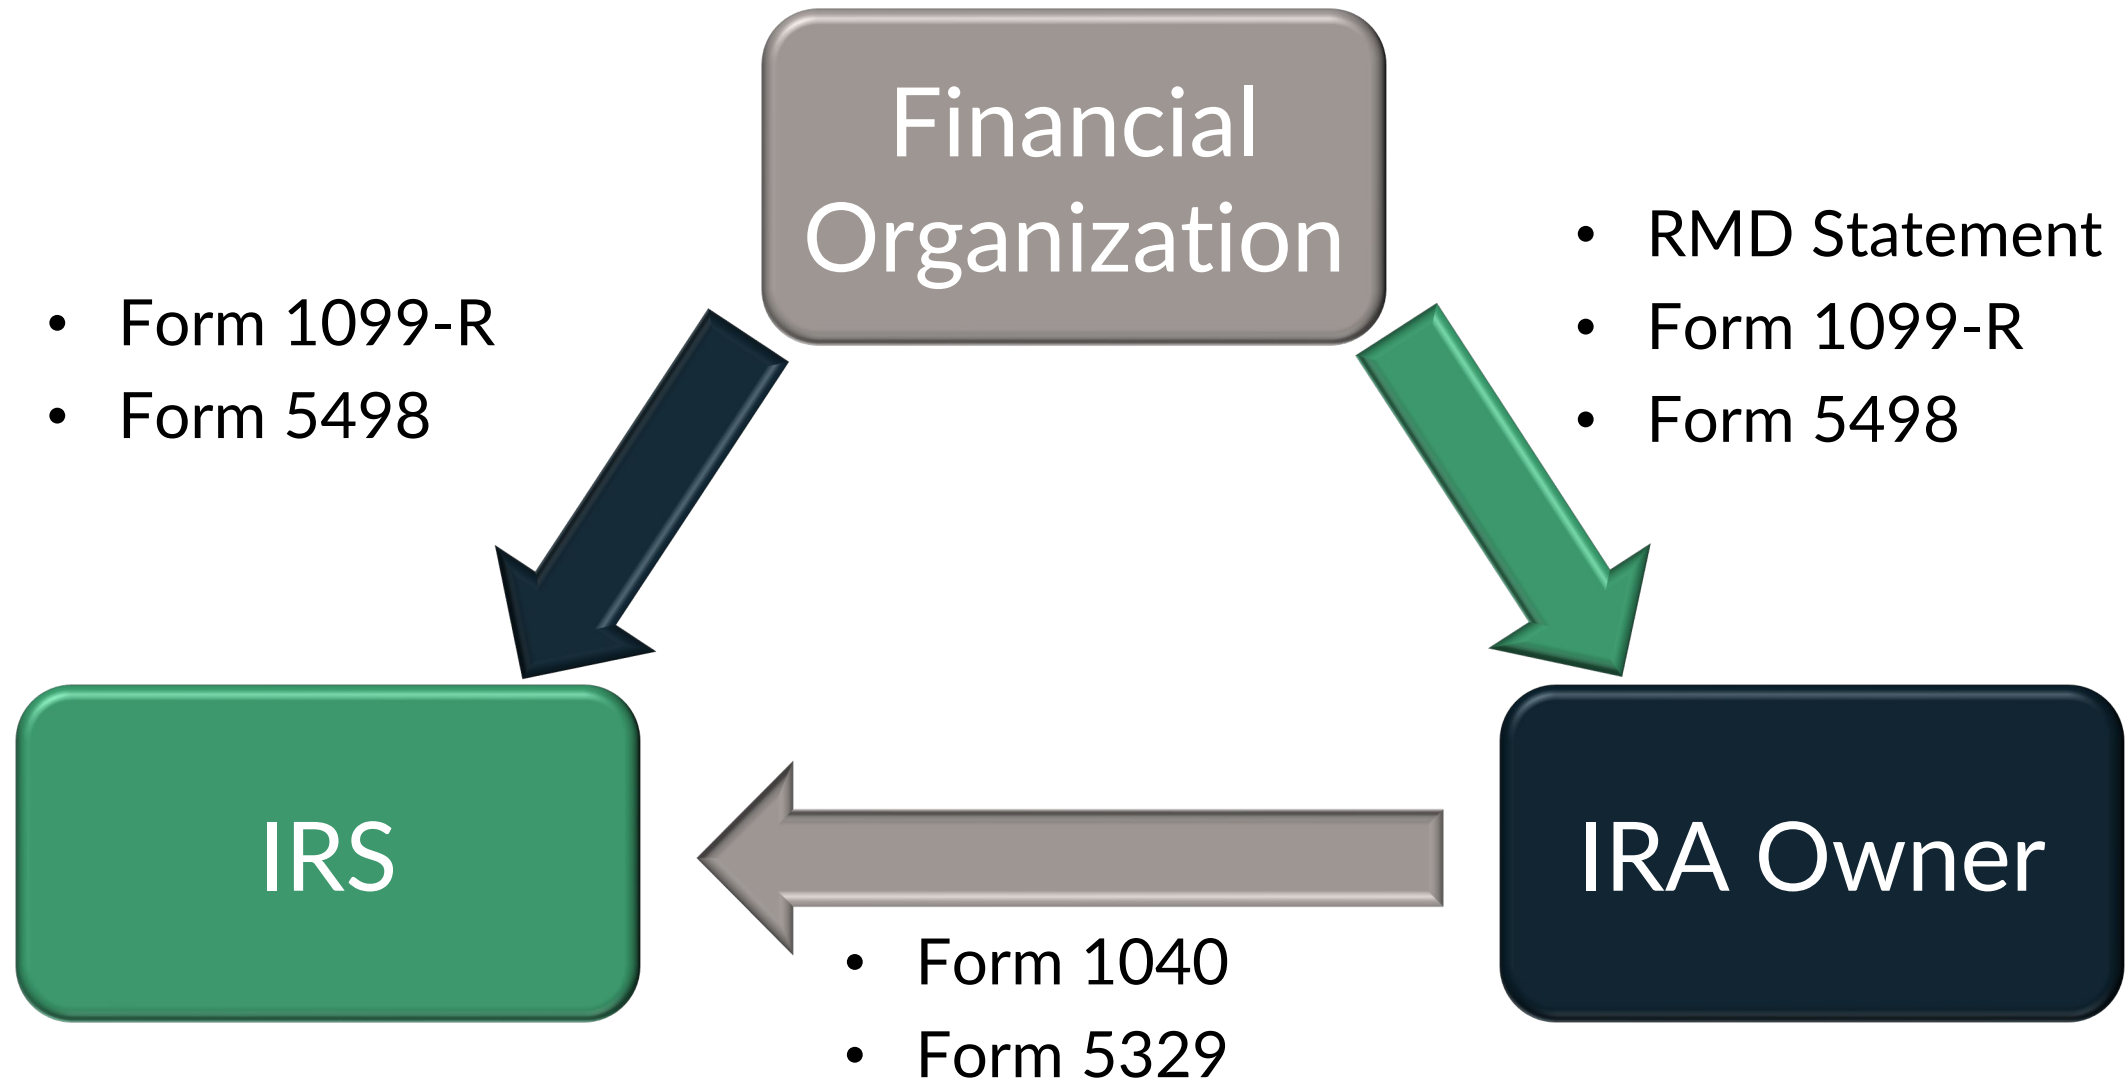 Financial
Organization
• Form 1099-R
• Form 5498
• RMD Statement
• Form 1099-R
• Form 5498
IRS
IRA Owner
• Form 1040
• Form 5329